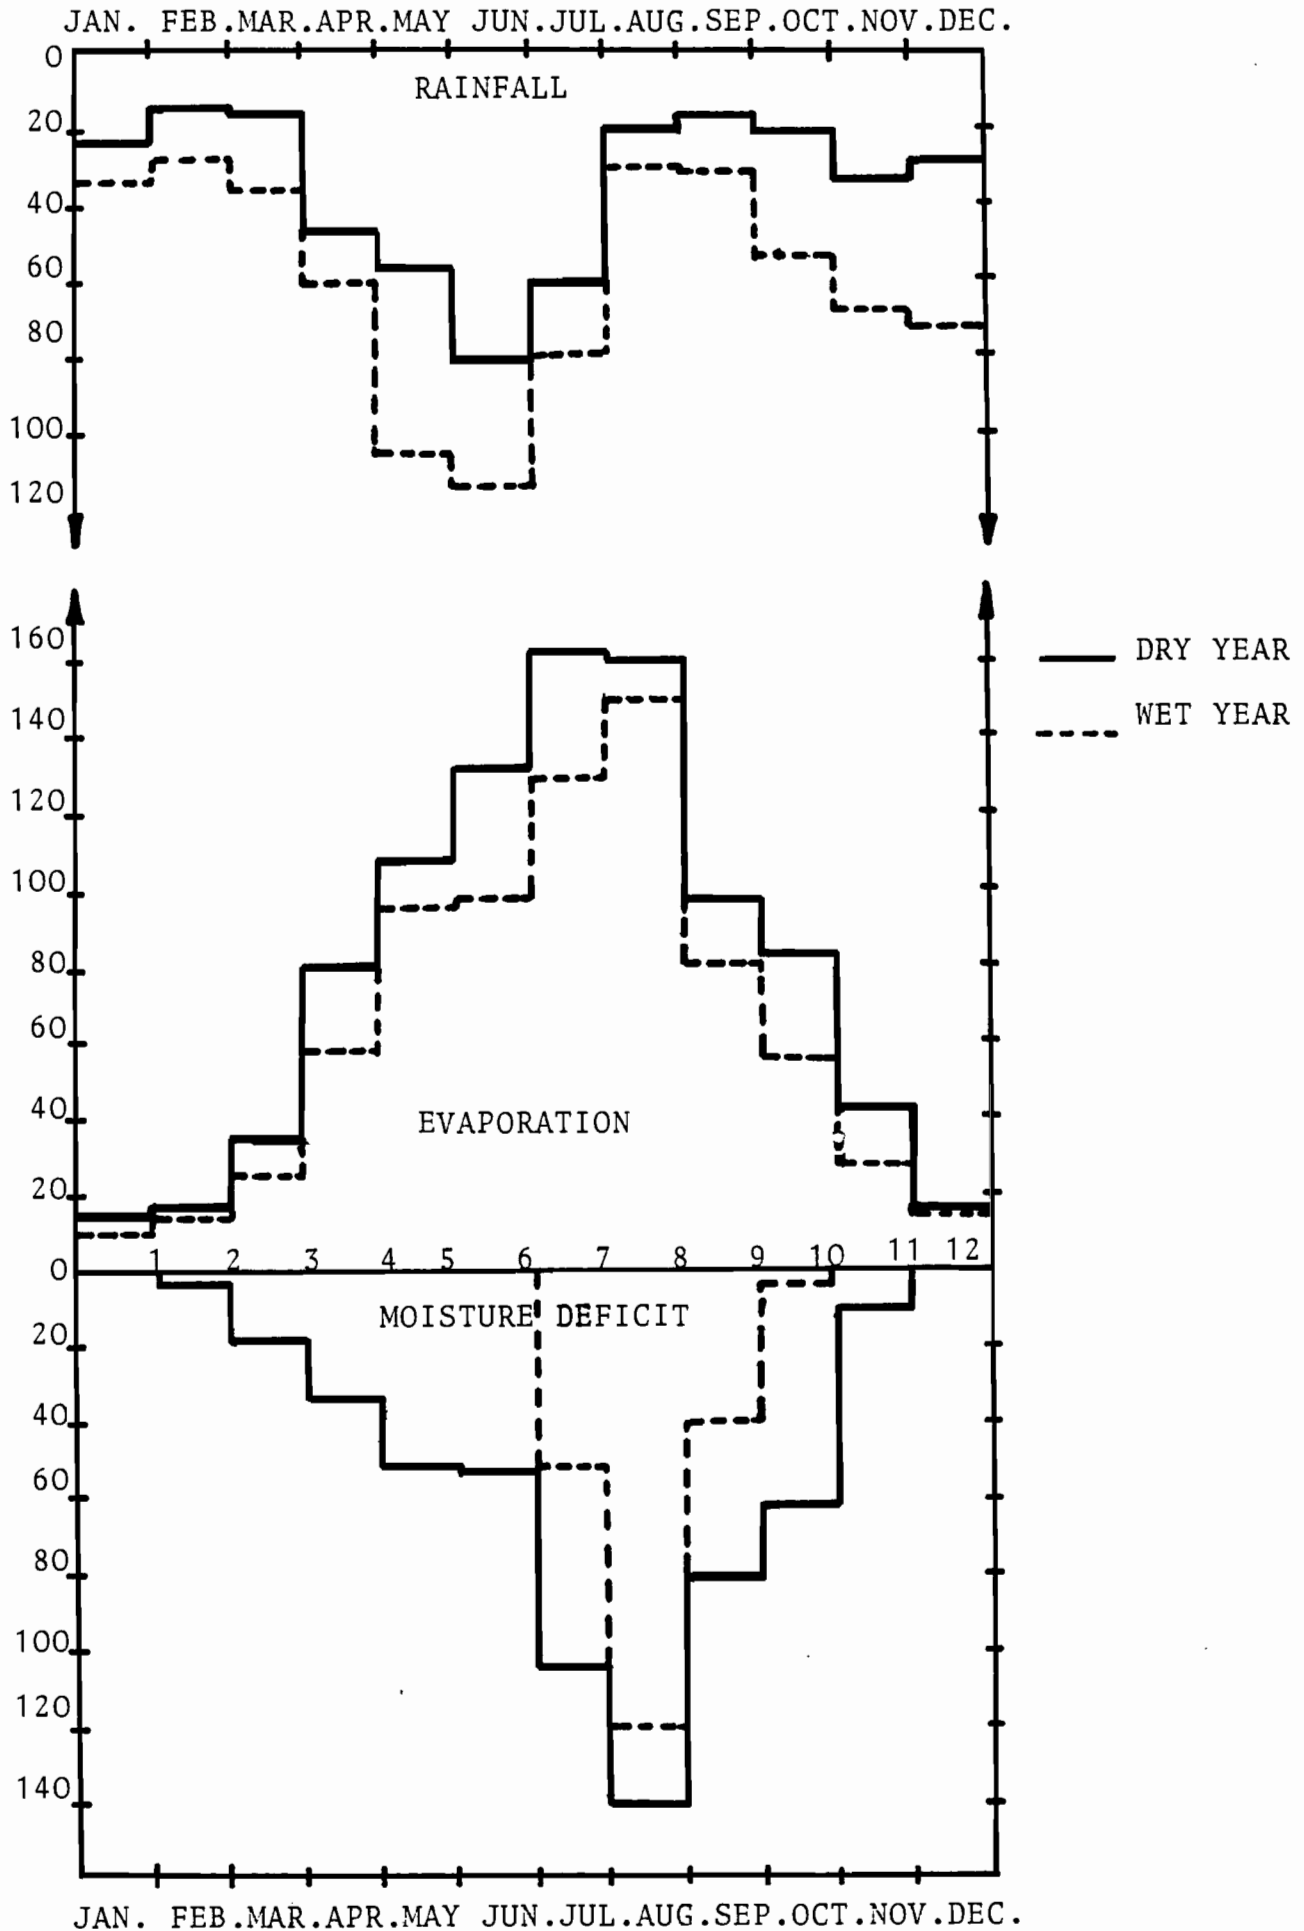 JAN. FEB.MAR.APR.MAY JUN.JUL.AUG.SEP.OCT.NOV.DEC.
0
RAINFALL
20
40
60
80
100
120
160
DRY YEAR
WET YEAR
140
120
100
80
60
40
EVAPORATION
20
1 2 3 4 5 6 7 8 9 10 11 12
0
MOISTURE DEFICIT
20
40
60
80
100
120
140
JAN. FEB.MAR.APR.MAY JUN.JUL.AUG.SEP.OCT.NOV.DEC.